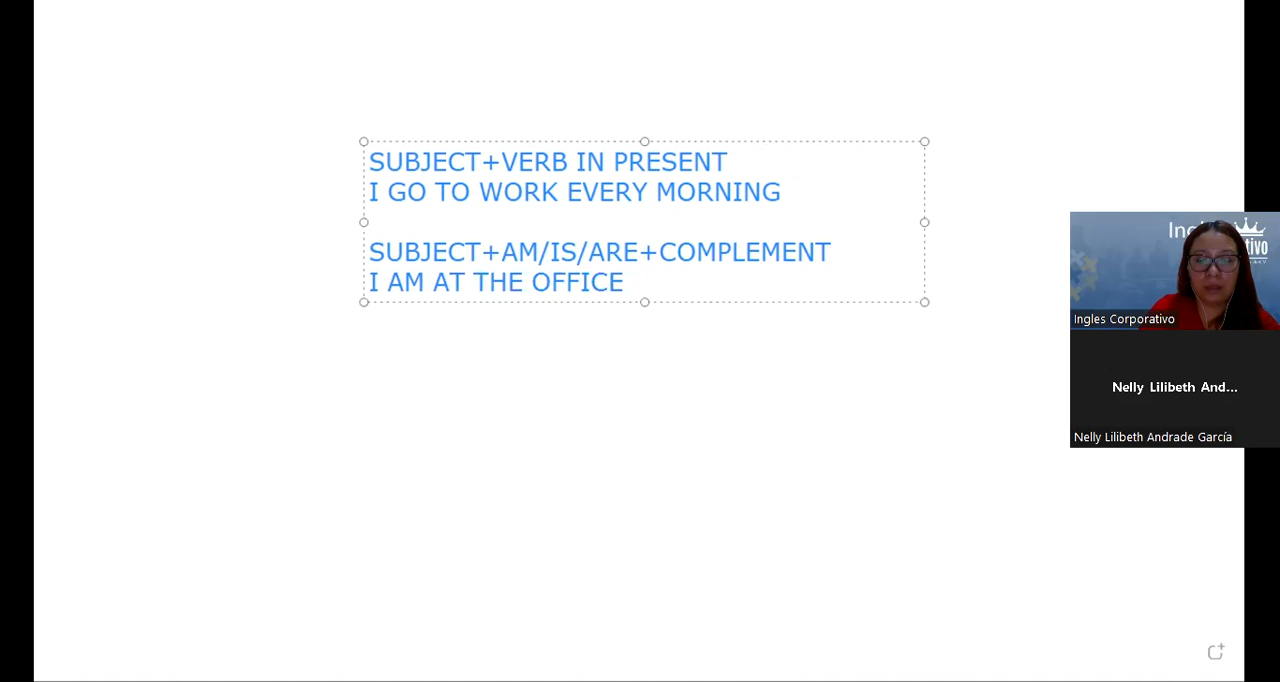 SUBJECT+VERB IN PRESENT
I GO TO WORK EVERY MORNING
SUBJECT+AM/IS/ARE+COMPLEMENT
I AM AT THE OFFICE
Ingles Corporativo
Nelly Lilibeth And...
Nelly Lilibeth Andrade García